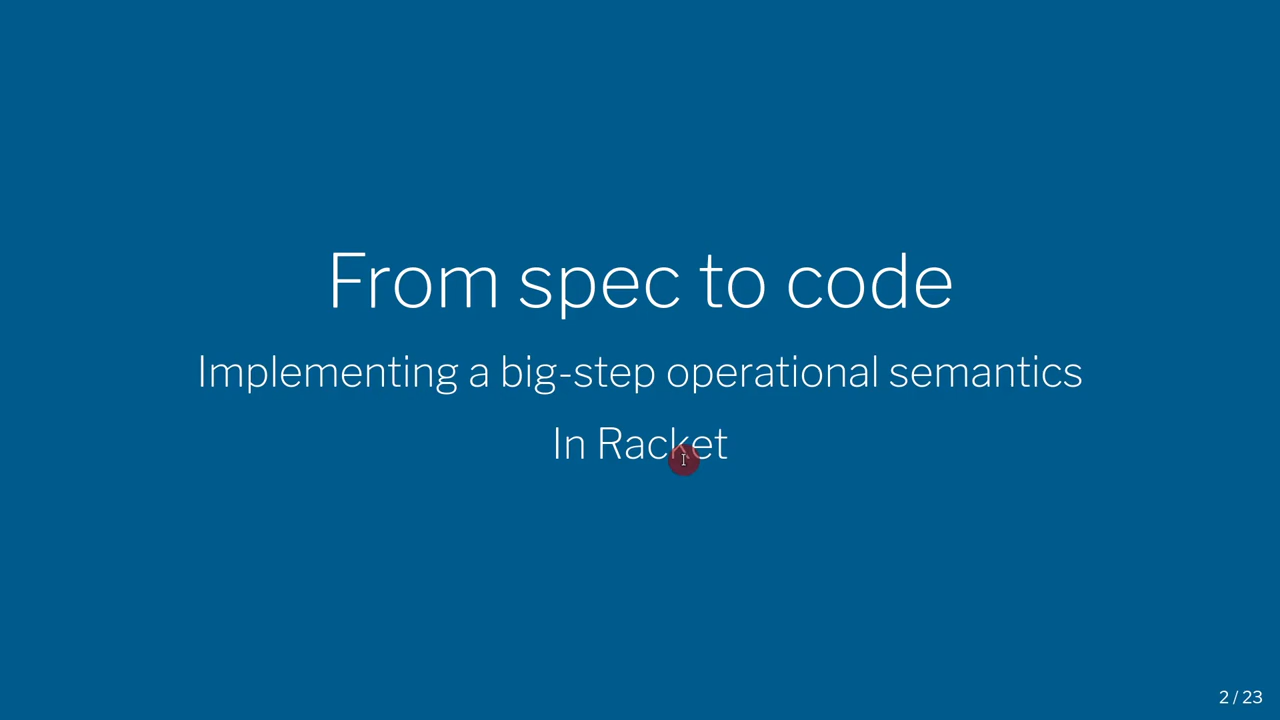 From spec to code
Implementing a big-step operational semantics
In Racket
2 / 23